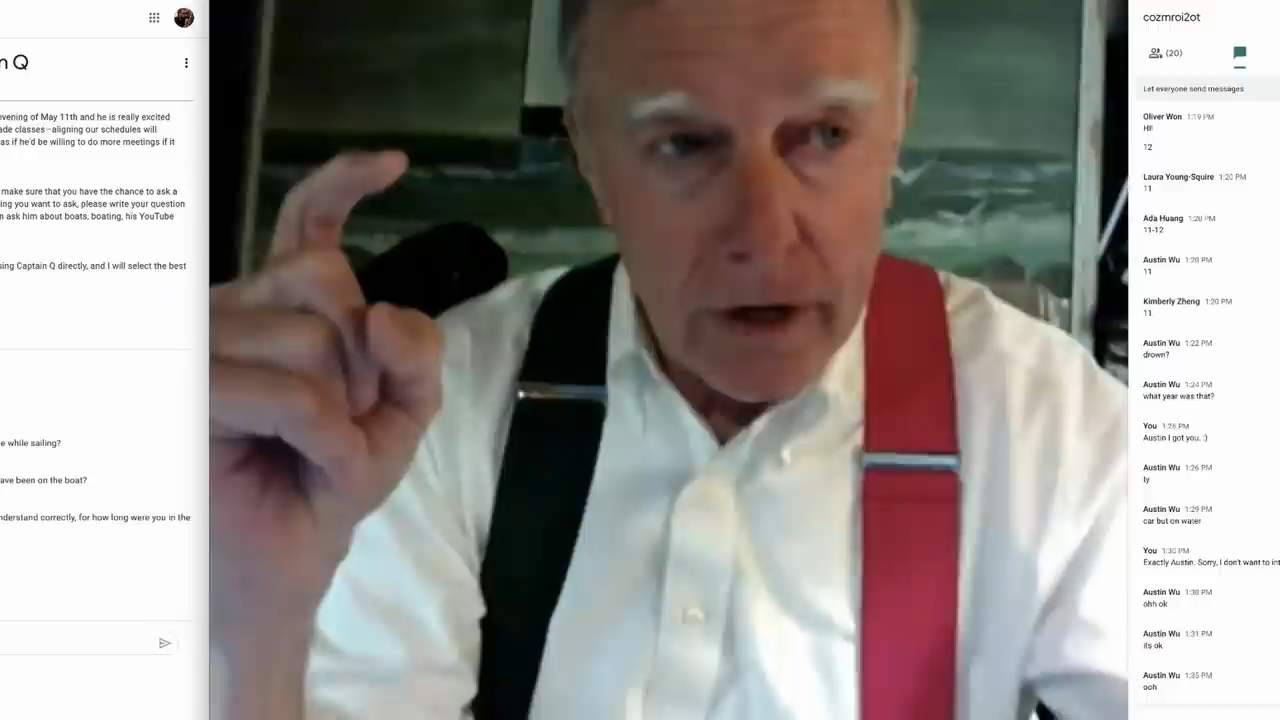 n Q
evening of May 11th and he is really excited
ade classes--aligning our schedules will
as if he'd be willing to do more meetings if it
make sure that you have the chance to ask a
ing you want to ask, please write your question
n ask him about boats, boating, his YouTube
sing Captain Q directly, and I will select the best
e while sailing?
ave been on the boat?
nderstand correctly, for how long were you in the
cozmroi2ot
(20)
Let everyone send messages
Oliver Won 1:19 PM
HI!
12
Laura Young-Squire 1:20 PM
11
Ada Huang 1:20 PM
11-12
Austin Wu 1:20 PM
11
Kimberly Zheng 1:20 PM
11
Austin Wu 1:22 PM
drown?
Austin Wu 1:24 PM
what year was that?
You 1:26 PM
Austin I got you. :)
Austin Wu 1:26 PM
ty
Austin Wu 1:29 PM
car but on water
You 1:30 PM
Exactly Austin. Sorry, I don't want to int
Austin Wu 1:30 PM
ohh ok
Austin Wu 1:31 PM
its ok
Austin Wu 1:35 PM
ooh